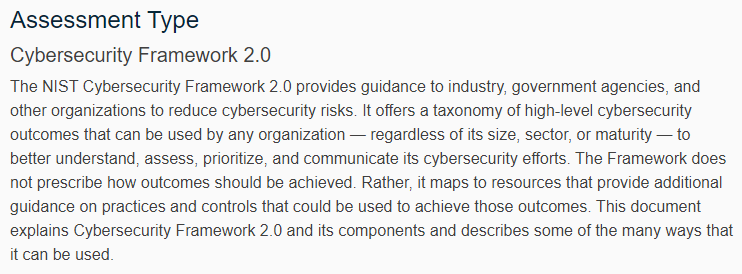 Assessment Type
Cybersecurity Framework 2.0
The NIST Cybersecurity Framework 2.0 provides guidance to industry, government agencies, and
other organizations to reduce cybersecurity risks. It offers a taxonomy of high-level cybersecurity
outcomes that can be used by any organization — regardless of its size, sector, or maturity — to
better understand, assess, prioritize, and communicate its cybersecurity efforts. The Framework does
not prescribe how outcomes should be achieved. Rather, it maps to resources that provide additional
guidance on practices and controls that could be used to achieve those outcomes. This document
explains Cybersecurity Framework 2.0 and its components and describes some of the many ways that
it can be used.